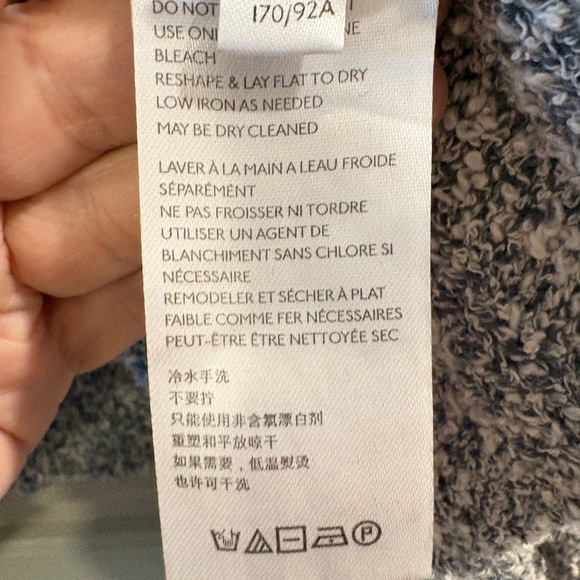 DO NOT
170/92A
USE
BLEACH
RESHAPE & LAY FLAT TO DRY
LOW IRON AS NEEDED
MAY BE DRY CLEANED
LAVER À LA MAIN A LEAU FROIDE
SÉPARÉMENT
NE PAS FROISSER NI TORDRE
UTILISER UN AGENT DE
BLANCHIMENT SANS CHLORE SI
NÉCESSAIRE
REMODELER ET SÉCHER À PLAT
FAIBLE COMME FER NÉCESSAIRES
PEUT-ÊTRE ÊTRE NETTOYÉE SEC
冷水手洗
不要拧
只能使用非含氯漂白剂
重塑和平放晾干
如果需要，低温熨烫
也许可干洗
P